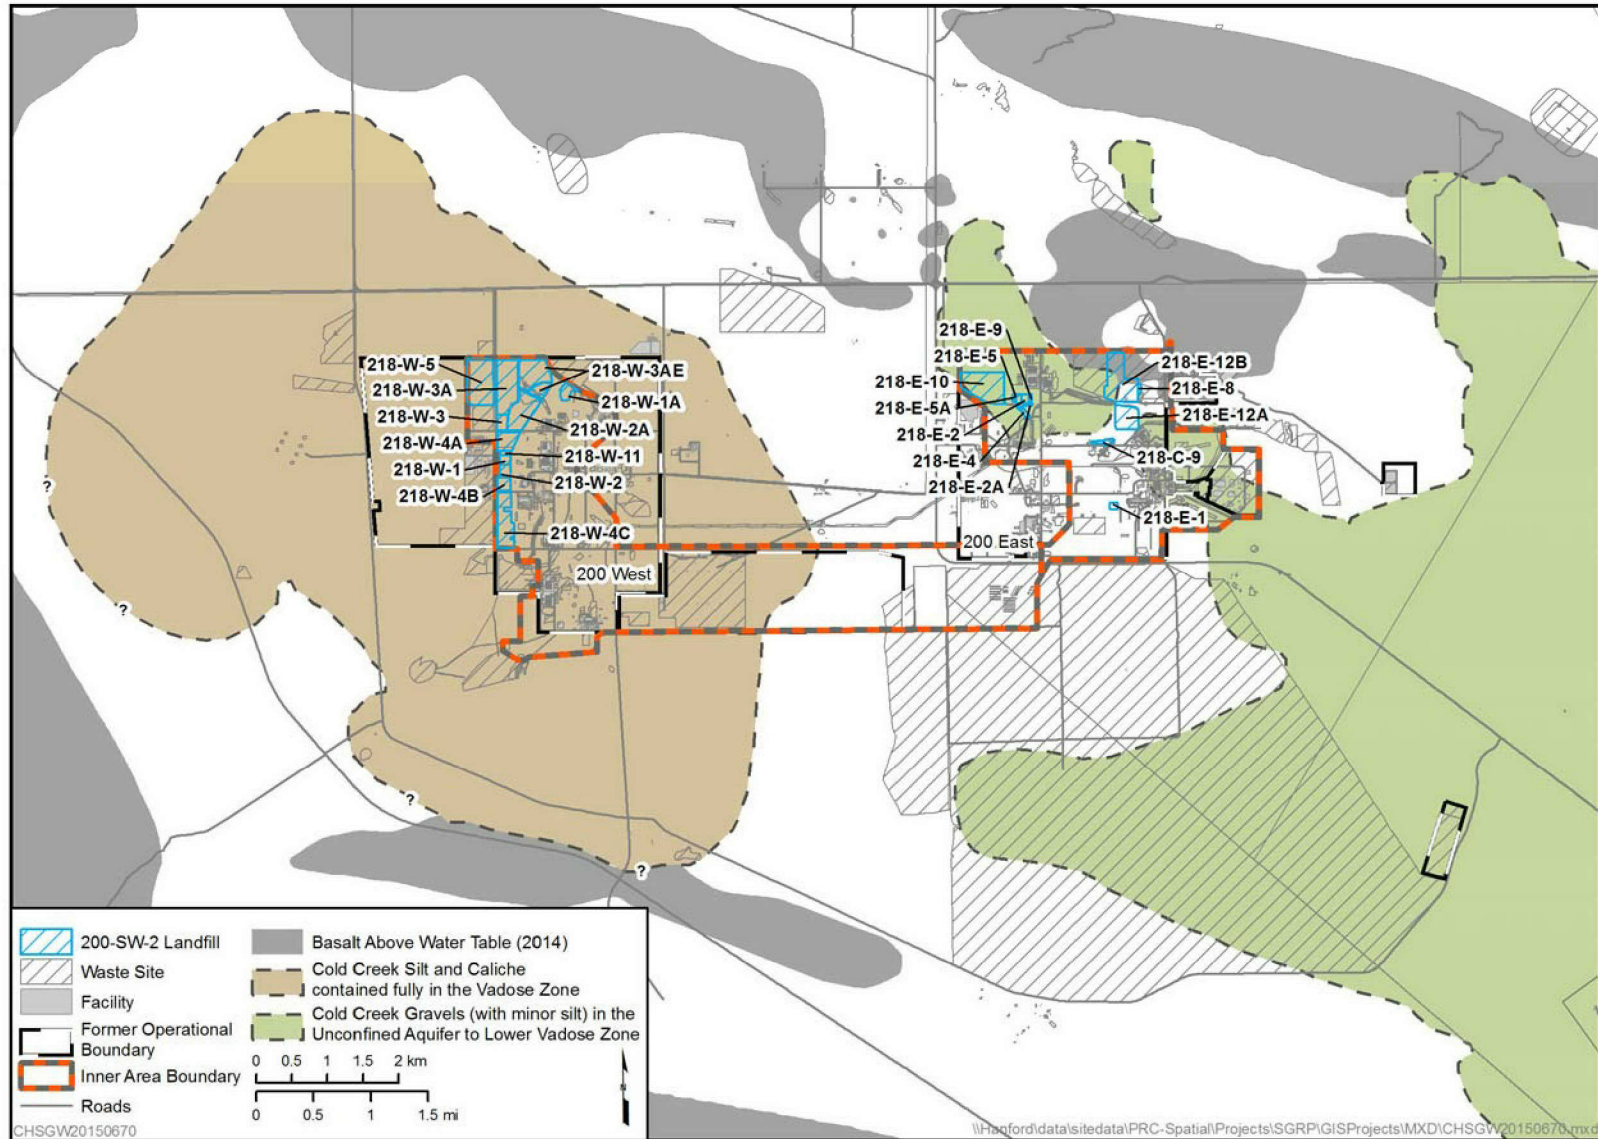 218-W-5
218-W-3A
218-W-3
218-W-4A
218-W-1
218-W-4B
218-W-3AE
218-W-1A
218-W-2A
218-W-11
218-W-2
218-W-4C
200 West
218-E-9
218-E-5
218-E-10
218-E-5A
218-E-2
218-E-4
218-E-2A
218-E-12B
218-E-8
218-E-12A
218-C-9
218-E-1
200 East
?
?
?
?
200-SW-2 Landfill
Waste Site
Facility
Former Operational
Boundary
Inner Area Boundary
Roads
Basalt Above Water Table (2014)
Cold Creek Silt and Caliche
contained fully in the Vadose Zone
Cold Creek Gravels (with minor silt) in the
Unconfined Aquifer to Lower Vadose Zone
0 0.5 1 1.5 2 km
0 0.5 1 1.5 mi
N
CHSGW20150670
\\Hanford\data\sitedata\PRC-Spatial\Projects\SGRP\GISProjects\MXD\CHSGW20150670.mxd